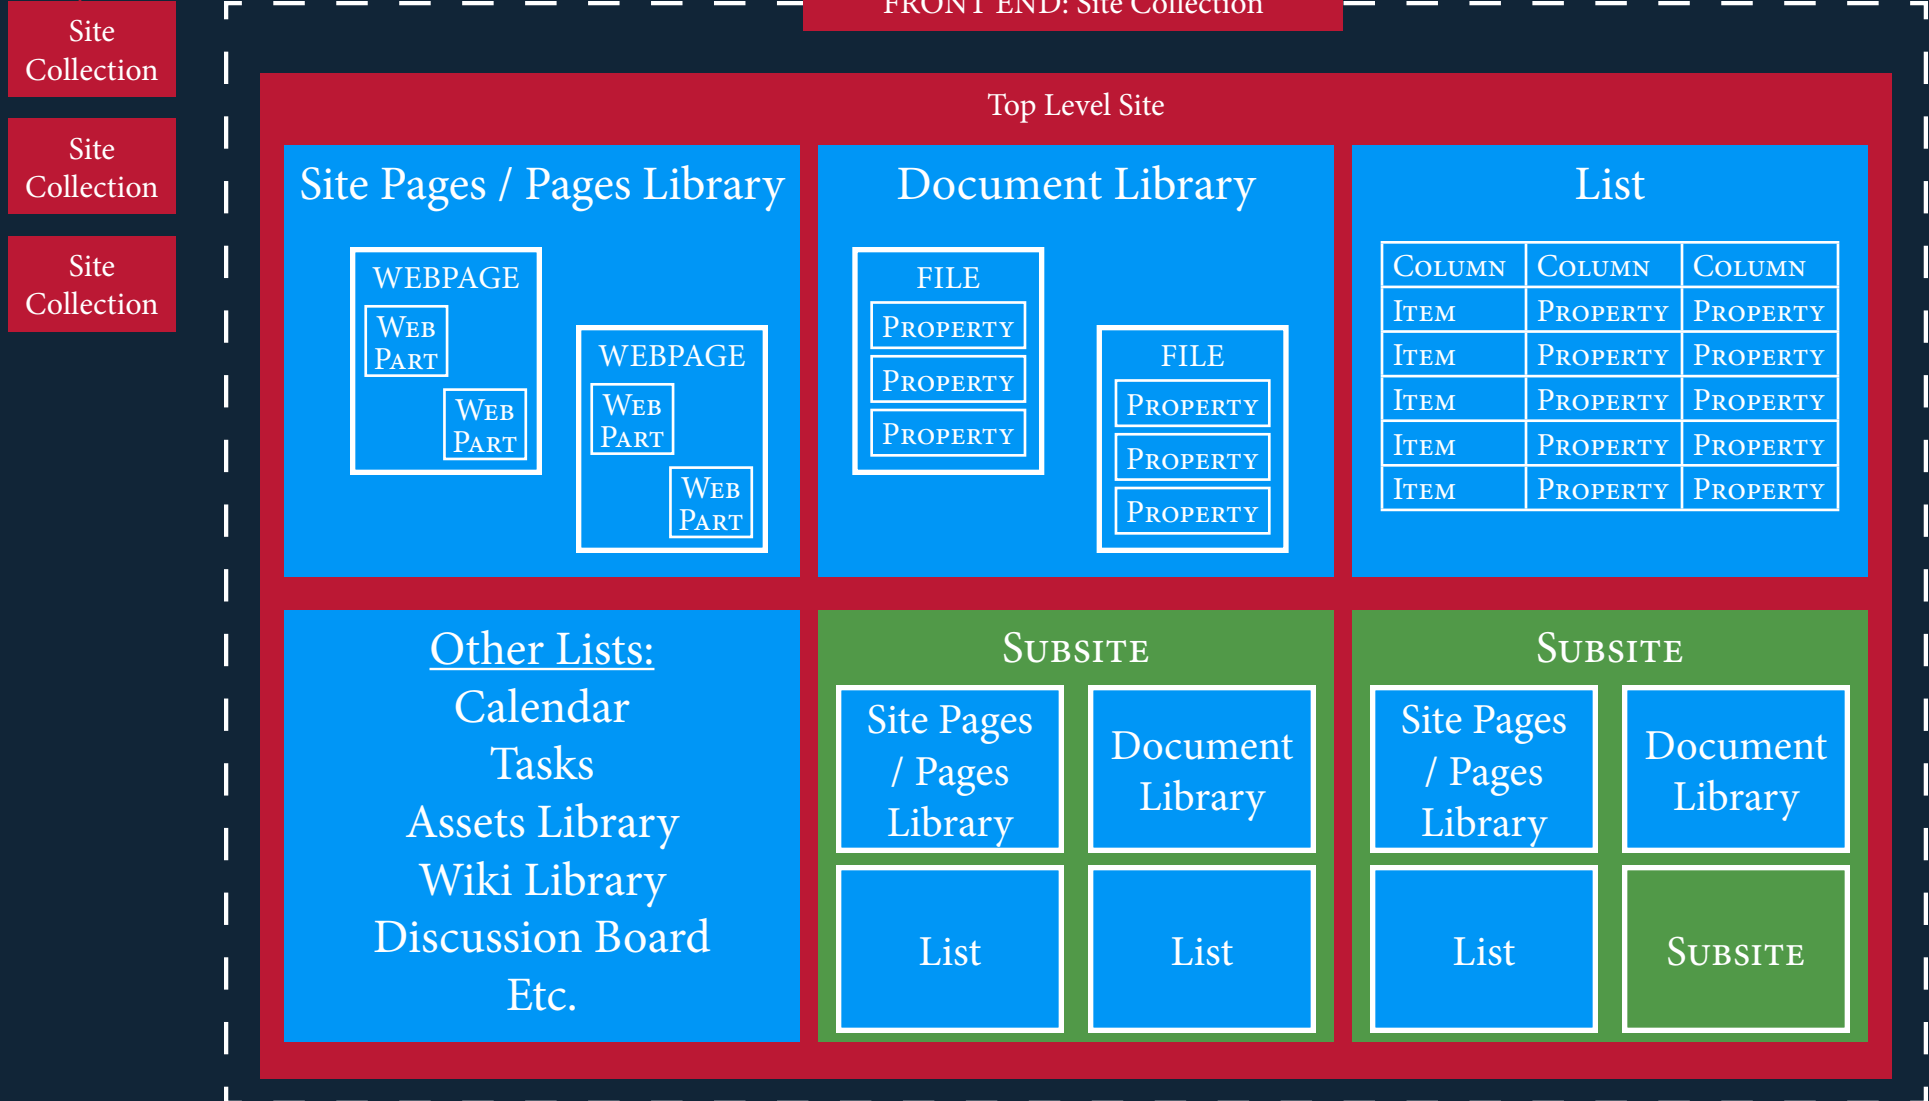 FRONT END: Site Collection
Site
Collection
Site
Collection
Site
Collection
Top Level Site
Site Pages / Pages Library
WEBPAGE
Web
Part
Web
Part
WEBPAGE
Web
Part
Web
Part
Document Library
FILE
Property
Property
Property
FILE
Property
Property
Property
List
Column Column Column
Item Property Property
Item Property Property
Item Property Property
Item Property Property
Item Property Property
Other Lists:
Calendar
Tasks
Assets Library
Wiki Library
Discussion Board
Etc.
Subsite
Site Pages
/ Pages
Library
Document
Library
List
List
Subsite
Site Pages
/ Pages
Library
Document
Library
List
Subsite